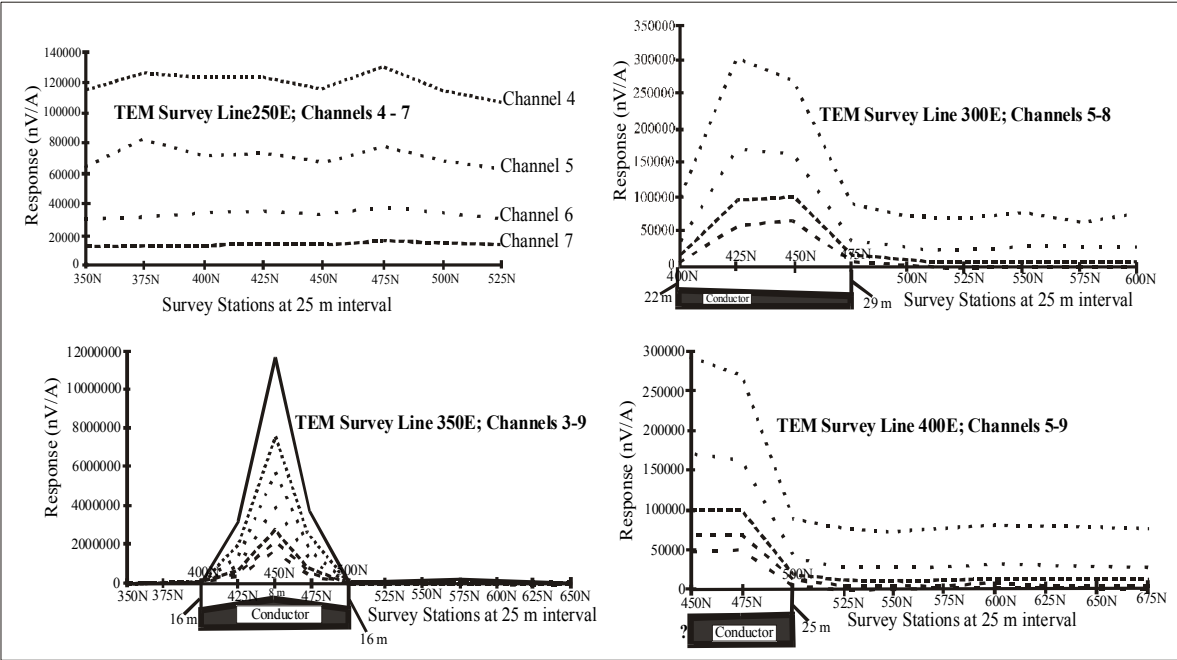 140000
120000
100000
80000
60000
40000
20000
0
Response (nV/A)
TEM Survey Line250E; Channels 4 - 7
Channel 4
Channel 5
Channel 6
Channel 7
350N 375N 400N 425N 450N 475N 500N 525N
Survey Stations at 25 m interval
350000
300000
250000
200000
150000
100000
50000
0
Response (nV/A)
TEM Survey Line 300E; Channels 5-8
400N 425N 450N 475N 500N 525N 550N 575N 600N
22 m
Conductor
29 m
Survey Stations at 25 m interval
12000000
10000000
8000000
6000000
4000000
2000000
0
Response (nV/A)
TEM Survey Line 350E; Channels 3-9
350N 375N 400N 425N 450N 475N 500N 525N 550N 575N 600N 625N 650N
8 m
16 m
Conductor
16 m
Survey Stations at 25 m interval
300000
250000
200000
150000
100000
50000
0
Response (nV/A)
TEM Survey Line 400E; Channels 5-9
450N 475N 500N 525N 550N 575N 600N 625N 650N 675N
?
Conductor
25 m
Survey Stations at 25 m interval